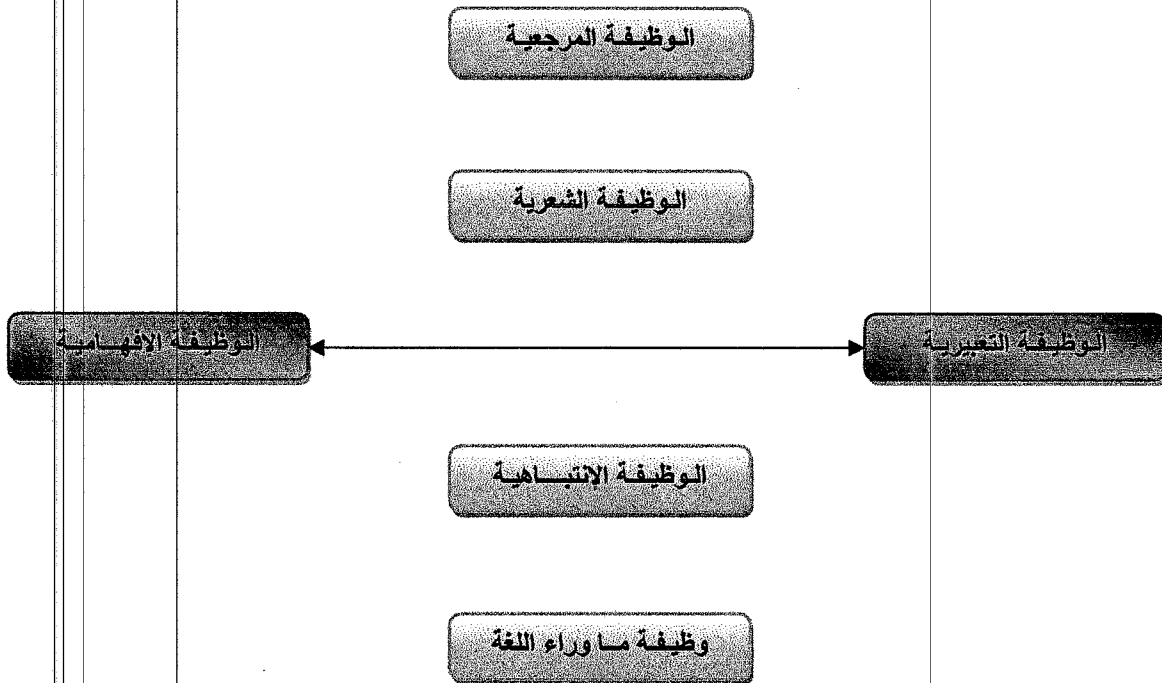 الوظيفة المرجعية
الوظيفة الشعرية
الوظيفة التعبيرية
الوظيفة الإفهامية
الوظيفة الإنتباهية
وظيفة ما وراء اللغة